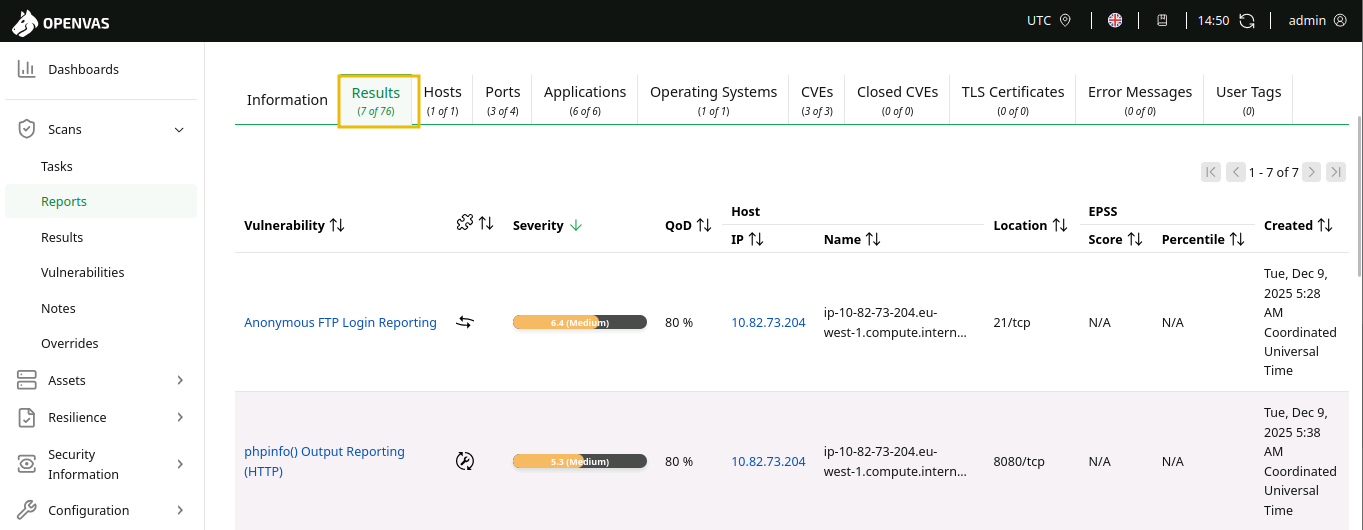 OPENVAS
UTC
14:50
admin
Dashboards
Scans
Tasks
Reports
Results
Vulnerabilities
Notes
Overrides
Assets
Resilience
Security
Information
Configuration
Information
Results
(7 of 76)
Hosts
(1 of 1)
Ports
(3 of 4)
Applications
(6 of 6)
Operating Systems
(1 of 1)
CVEs
(3 of 3)
Closed CVEs
(0 of 0)
TLS Certificates
(0 of 0)
Error Messages
(0 of 0)
User Tags
(0)
1 - 7 of 7
Vulnerability
Severity
QoD
Host
IP
Name
Location
EPSS
Score
Percentile
Created
Anonymous FTP Login Reporting
6.4 (Medium)
80 %
10.82.73.204
ip-10-82-73-204.eu-
west-1.compute.intern...
21/tcp
N/A
N/A
Tue, Dec 9,
2025 5:28
AM
Coordinated
Universal
Time
phpinfo() Output Reporting
(HTTP)
5.3 (Medium)
80 %
10.82.73.204
ip-10-82-73-204.eu-
west-1.compute.intern...
8080/tcp
N/A
N/A
Tue, Dec 9,
2025 5:38
AM
Coordinated
Universal
Time